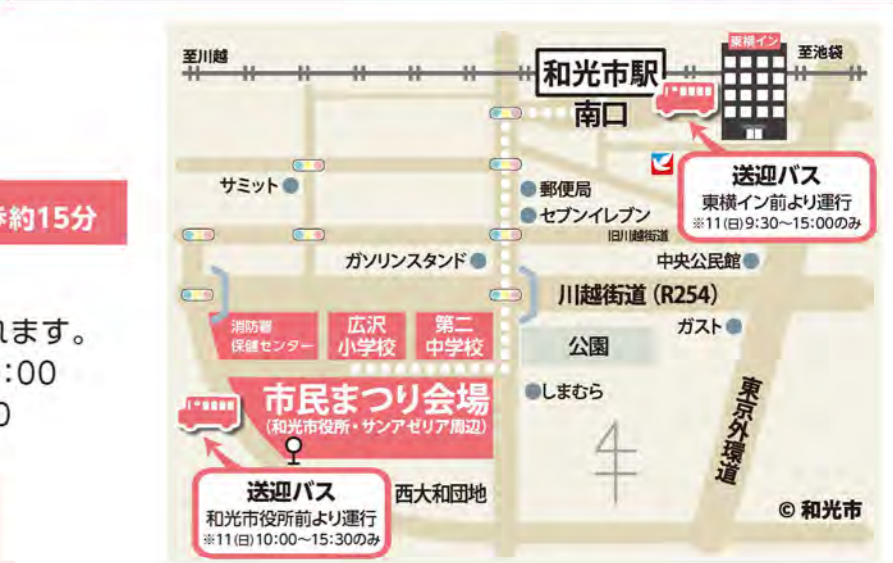 歩約15分
れます。
:00
0
至川越
和光市駅
南口
東横イン
至池袋
送迎バス
東横イン前より運行
※11(日)9:30~15:00のみ
サミット
郵便局
セブンイレブン
旧川越街道
ガソリンスタンド
中央公民館
川越街道 (R254)
消防署
保健センター
広沢
小学校
第二
中学校
公園
ガスト
市民まつり会場
(和光市役所・サンアゼリア周辺)
しまむら
東京外環道
送迎バス
和光市役所前より運行
※11(日)10:00~15:30のみ
西大和団地
© 和光市